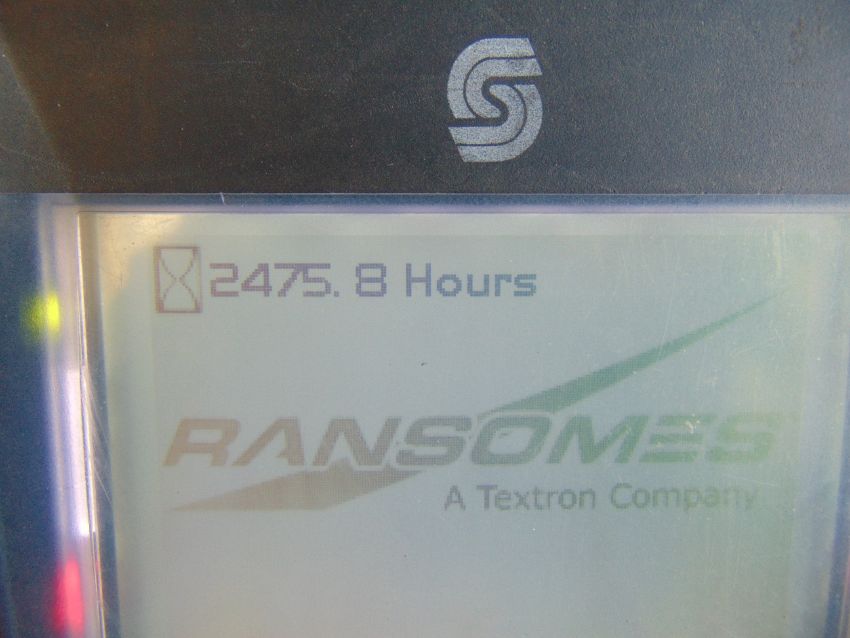 S
2475.8 Hours
RANSOMES
A Textron Company